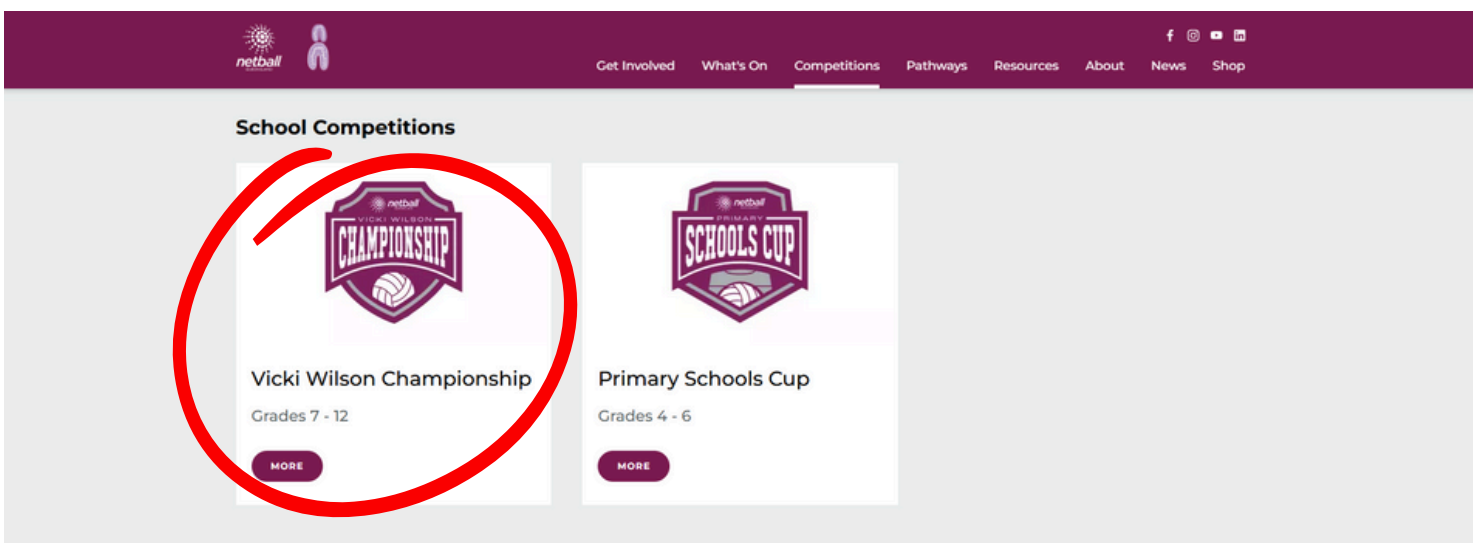 netball
Get Involved What's On Competitions Pathways Resources About News Shop
School Competitions
netball
VICKI WILSON
CHAMPIONSHIP
netball
PRIMARY
SCHOOLS CUP
Vicki Wilson Championship
Grades 7 - 12
MORE
Primary Schools Cup
Grades 4 - 6
MORE